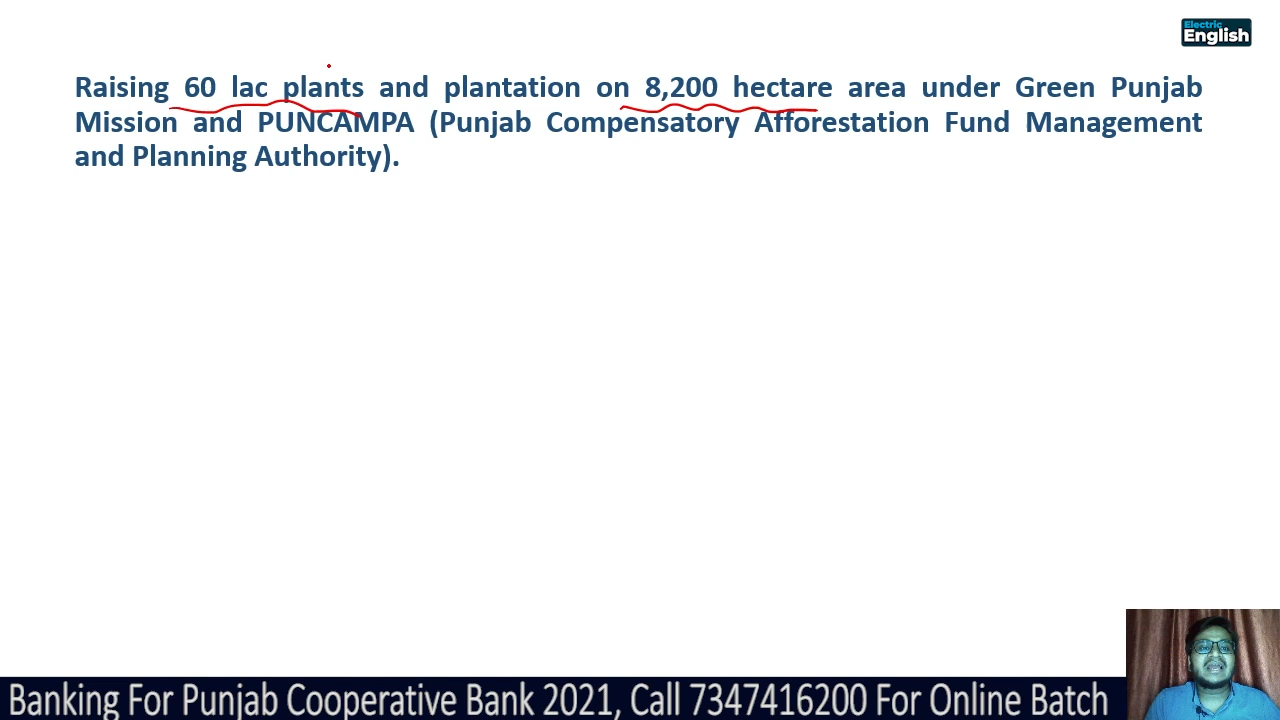 Electric
English
Raising 60 lac plants and plantation on 8,200 hectare area under Green Punjab
Mission and PUNCAMPA (Punjab Compensatory Afforestation Fund Management
and Planning Authority).
Banking For Punjab Cooperative Bank 2021, Call 7347416200 For Online Batch